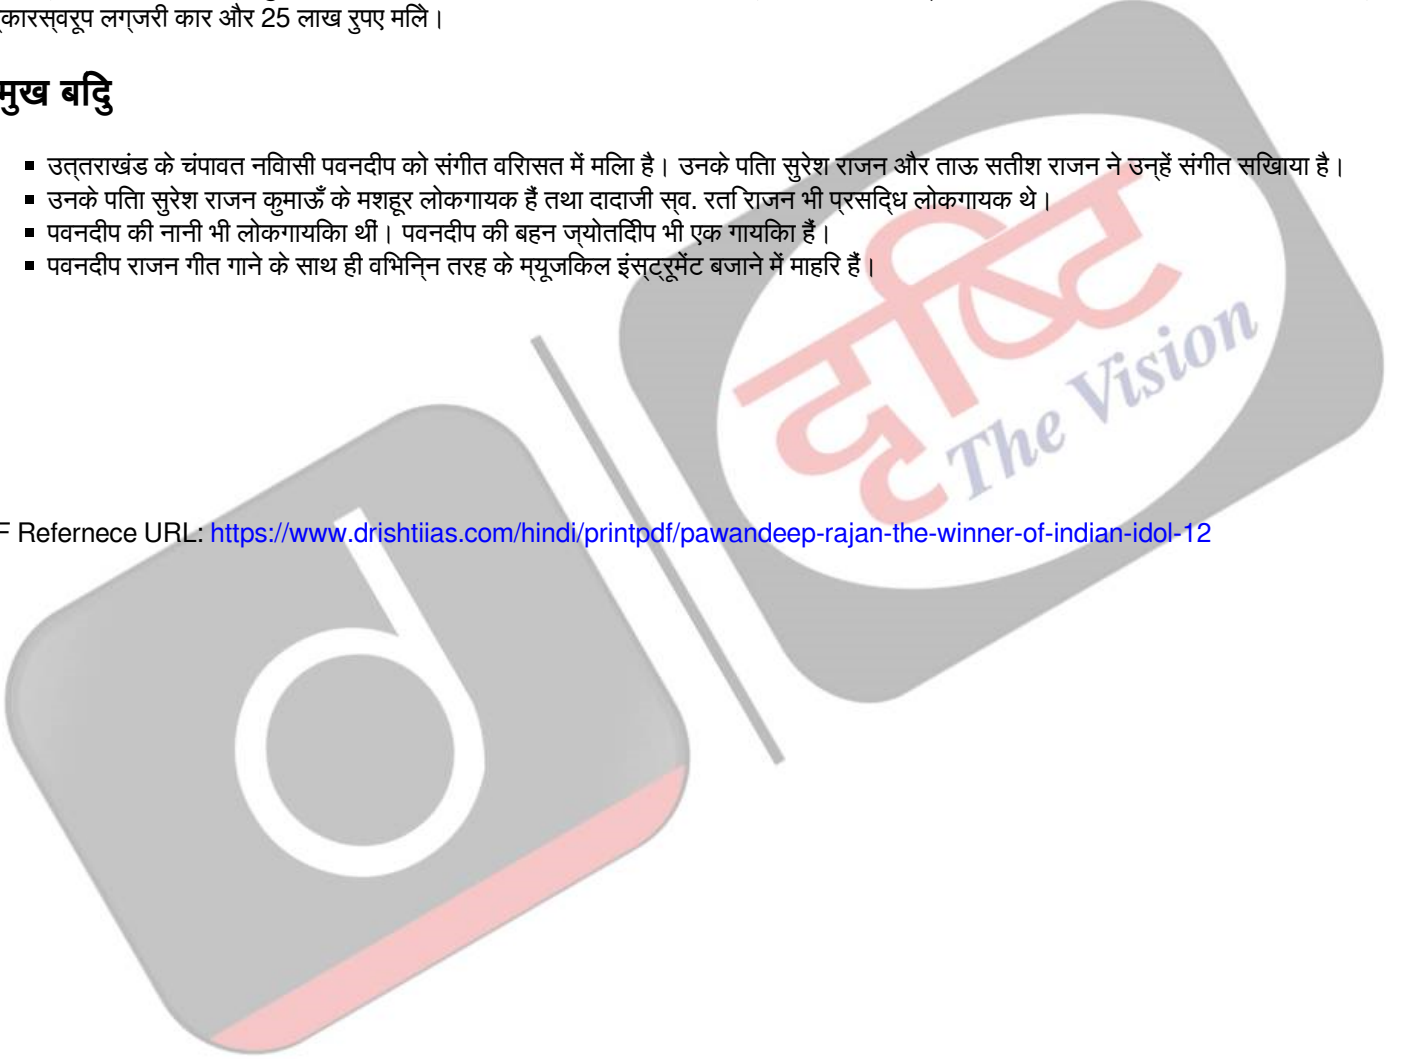 ्कारस्वरूप लग्जरी कार और 25 लाख रुपए मिले।
मुख बिंदु
उत्तराखंड के चंपावत निवासी पवनदीप को संगीत विरासत में मिला है। उनके पिता सुरेश राजन और ताऊ सतीश राजन ने उन्हें संगीत सिखाया है।
उनके पिता सुरेश राजन कुमाऊँ के मशहूर लोकगायक हैं तथा दादाजी स्व. रति राजन भी प्रसिद्ध लोकगायक थे।
पवनदीप की नानी भी लोकगायिका थीं। पवनदीप की बहन ज्योतिदीप भी एक गायिका हैं।
पवनदीप राजन गीत गाने के साथ ही विभिन्न तरह के म्यूजिकल इंस्ट्रूमेंट बजाने में माहिर हैं।
दृष्टि
The Vision
F Refernece URL: https://www.drishtiias.com/hindi/printpdf/pawandeep-rajan-the-winner-of-indian-idol-12
d